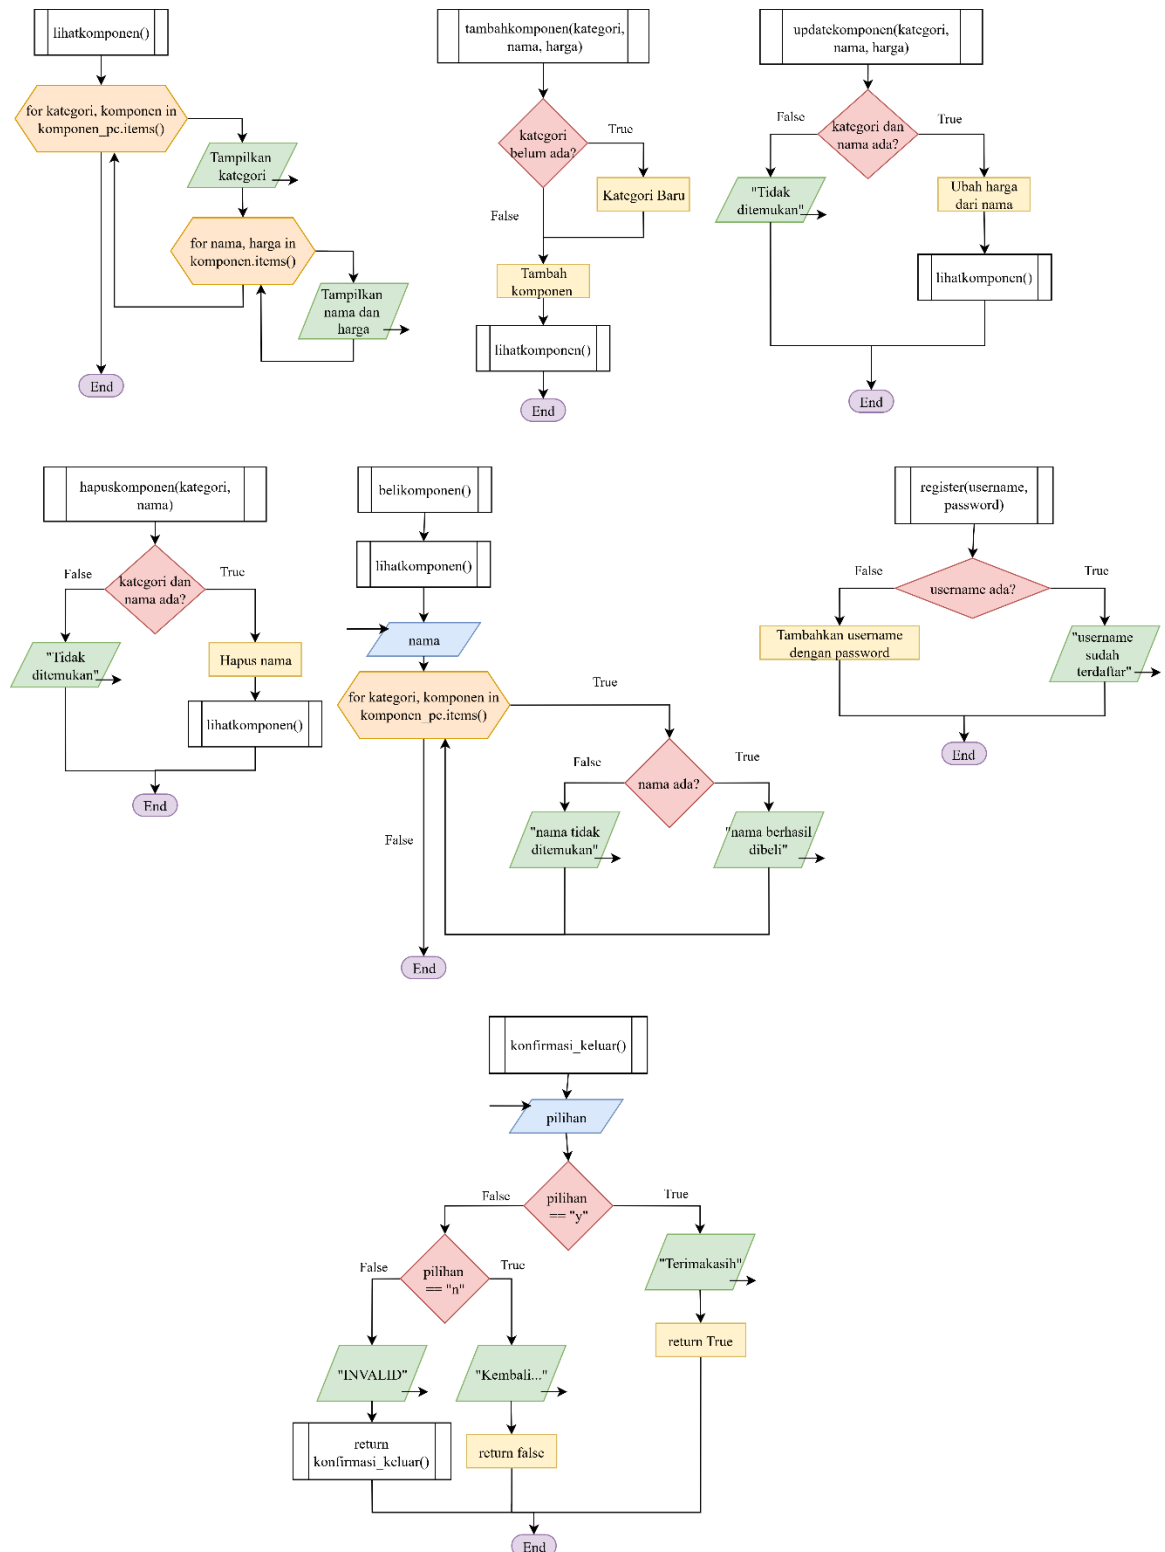 lihatkomponen()
for kategori, komponen in
komponen_pc.items()
Tampilkan
kategori
for nama, harga in
komponen.items()
Tampilkan
nama dan
harga
End
tambahkomponen(kategori,
nama, harga)
kategori
belum ada?
True
Kategori Baru
False
Tambah
komponen
lihatkomponen()
End
updatekomponen(kategori,
nama, harga)
False
kategori dan
nama ada?
True
"Tidak
ditemukan"
Ubah harga
dari nama
lihatkomponen()
End
hapuskomponen(kategori,
nama)
False
kategori dan
nama ada?
True
"Tidak
ditemukan"
Hapus nama
lihatkomponen()
End
belikomponen()
lihatkomponen()
nama
for kategori, komponen in
komponen_pc.items()
True
False
nama ada?
True
"nama tidak
ditemukan"
"nama berhasil
dibeli"
False
End
register(username,
password)
False
username ada?
True
Tambahkan username
dengan password
"username
sudah
terdaftar"
End
konfirmasi_keluar()
pilihan
False
pilihan
== "y"
True
"Terimakasih"
return True
False
pilihan
== "n"
True
"INVALID"
"Kembali..."
return
konfirmasi_keluar()
return false
End